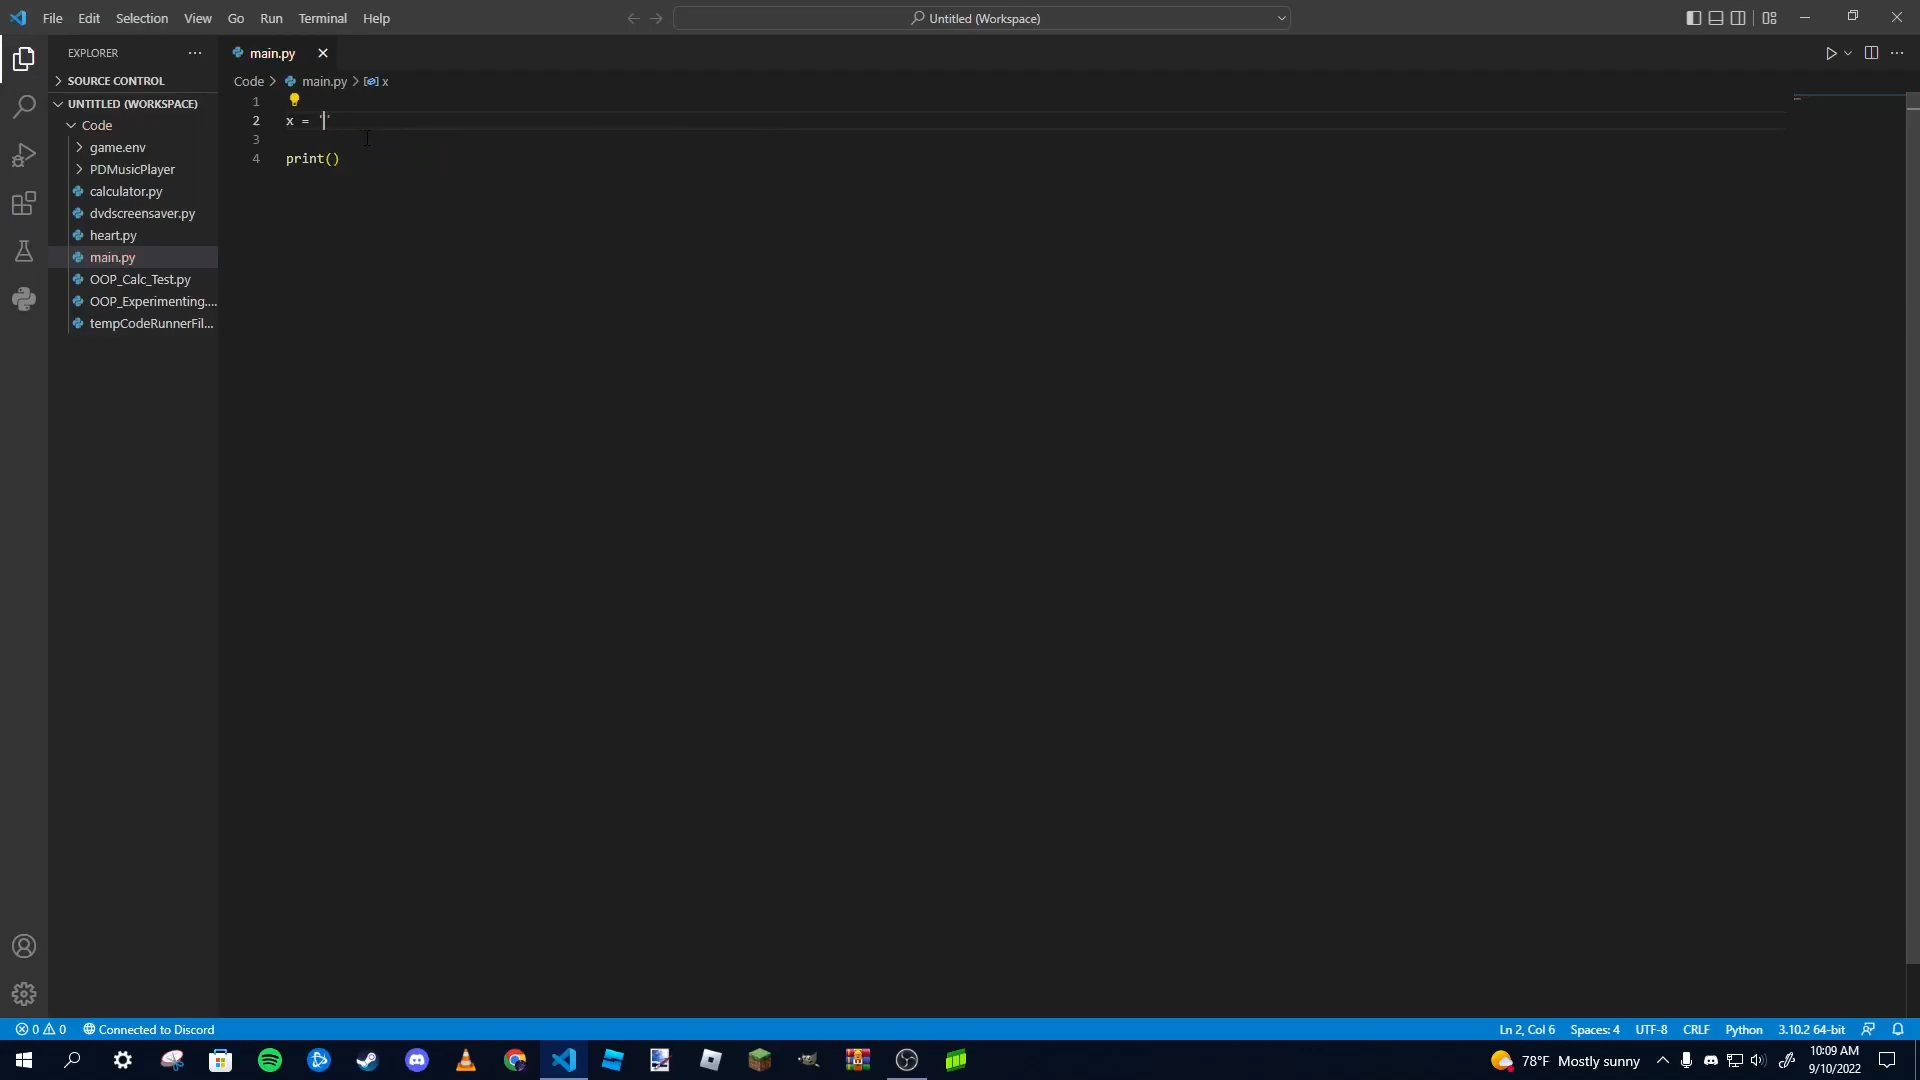 File Edit Selection View Go Run Terminal Help
Untitled (Workspace)
EXPLORER
main.py
SOURCE CONTROL
Code > main.py > x
UNTITLED (WORKSPACE)
Code
game.env
PDMusicPlayer
calculator.py
dvdscreensaver.py
heart.py
main.py
OOP_Calc_Test.py
OOP_Experimenting....
tempCodeRunnerFil...
1
2 x = ''
3
4 print()
0 0 Connected to Discord
Ln 2, Col 6 Spaces: 4 UTF-8 CRLF Python 3.10.2 64-bit
78°F Mostly sunny
10:09 AM
9/10/2022